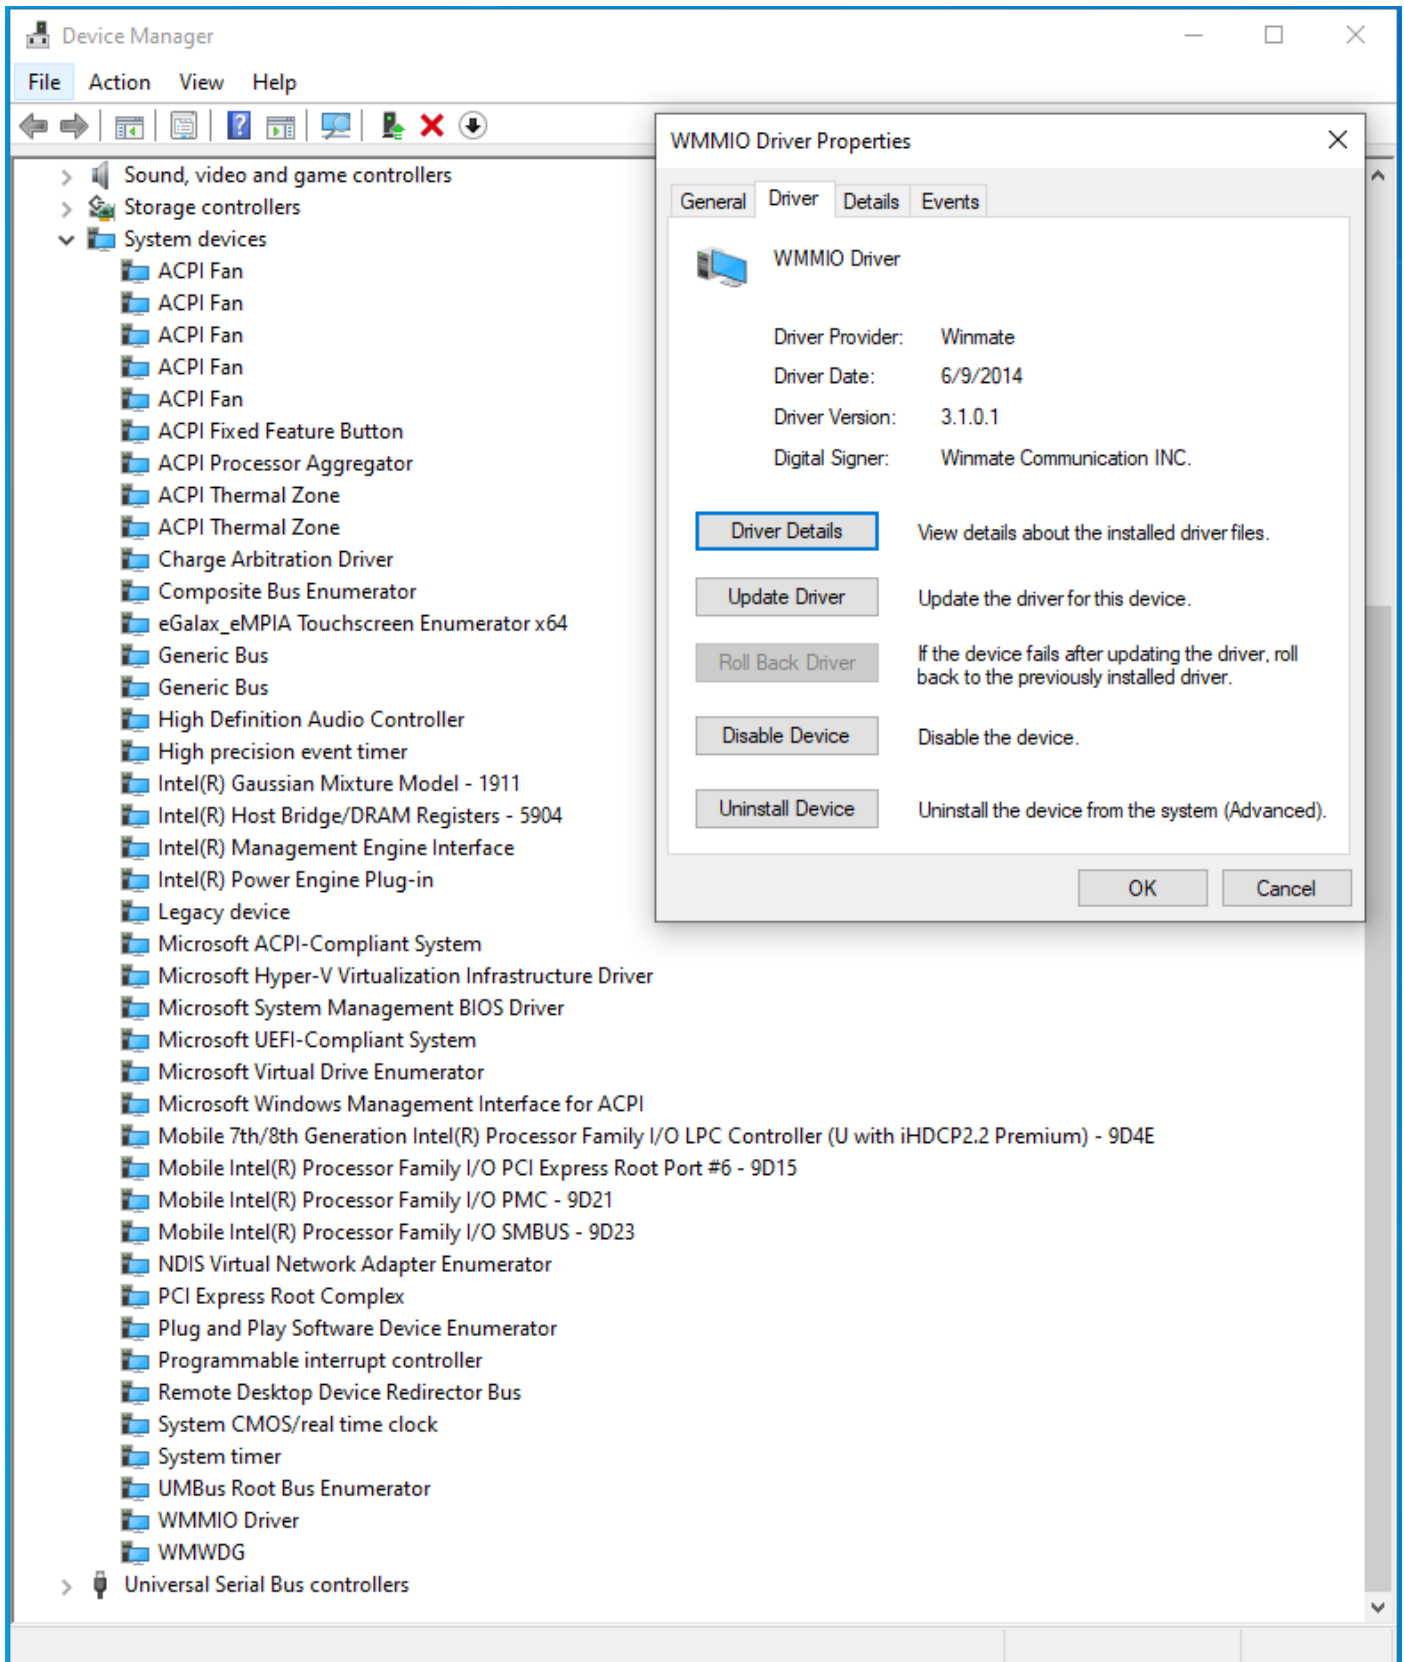 Device Manager
File Action View Help
Sound, video and game controllers
Storage controllers
System devices
ACPI Fan
ACPI Fan
ACPI Fan
ACPI Fan
ACPI Fan
ACPI Fixed Feature Button
ACPI Processor Aggregator
ACPI Thermal Zone
ACPI Thermal Zone
Charge Arbitration Driver
Composite Bus Enumerator
eGalax_eMPIA Touchscreen Enumerator x64
Generic Bus
Generic Bus
High Definition Audio Controller
High precision event timer
Intel(R) Gaussian Mixture Model - 1911
Intel(R) Host Bridge/DRAM Registers - 5904
Intel(R) Management Engine Interface
Intel(R) Power Engine Plug-in
Legacy device
Microsoft ACPI-Compliant System
Microsoft Hyper-V Virtualization Infrastructure Driver
Microsoft System Management BIOS Driver
Microsoft UEFI-Compliant System
Microsoft Virtual Drive Enumerator
Microsoft Windows Management Interface for ACPI
Mobile 7th/8th Generation Intel(R) Processor Family I/O LPC Controller (U with iHDCP2.2 Premium) - 9D4E
Mobile Intel(R) Processor Family I/O PCI Express Root Port #6 - 9D15
Mobile Intel(R) Processor Family I/O PMC - 9D21
Mobile Intel(R) Processor Family I/O SMBUS - 9D23
NDIS Virtual Network Adapter Enumerator
PCI Express Root Complex
Plug and Play Software Device Enumerator
Programmable interrupt controller
Remote Desktop Device Redirector Bus
System CMOS/real time clock
System timer
UMBus Root Bus Enumerator
WMMIO Driver
WMWDG
Universal Serial Bus controllers
WMMIO Driver Properties
General Driver Details Events
WMMIO Driver
Driver Provider: Winmate
Driver Date: 6/9/2014
Driver Version: 3.1.0.1
Digital Signer: Winmate Communication INC.
Driver Details View details about the installed driver files.
Update Driver Update the driver for this device.
Roll Back Driver If the device fails after updating the driver, roll
back to the previously installed driver.
Disable Device Disable the device.
Uninstall Device Uninstall the device from the system (Advanced).
OK Cancel